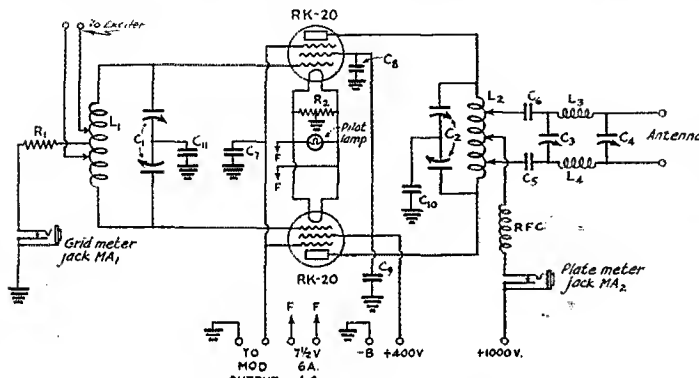 To Exciter
RK-20
C8
R2
Pilot lamp
F
F
L1
R1
C1
C11
C7
C10
C2
L2
C6
L3
C3
C4
Antenna
C5
L4
RFC
Grid meter
jack MA1
RK-20
C9
Plate meter
jack MA2
F F
TO
MOD
OUTPUT
7½V
6A.
-B
+400V
+1000V.